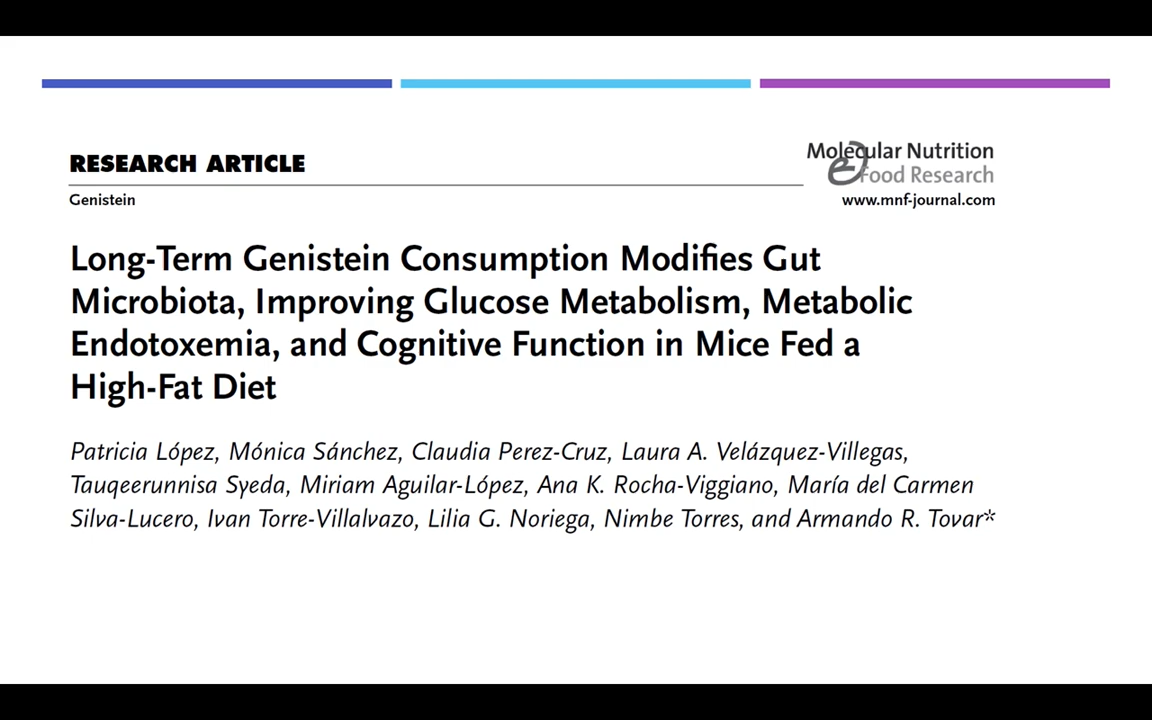 RESEARCH ARTICLE
Molecular Nutrition
Food Research
Genistein
www.mnf-journal.com
Long-Term Genistein Consumption Modifies Gut
Microbiota, Improving Glucose Metabolism, Metabolic
Endotoxemia, and Cognitive Function in Mice Fed a
High-Fat Diet
Patricia López, Mónica Sánchez, Claudia Perez-Cruz, Laura A. Velázquez-Villegas,
Tauqeerunnisa Syeda, Miriam Aguilar-López, Ana K. Rocha-Viggiano, María del Carmen
Silva-Lucero, Ivan Torre-Villalvazo, Lilia G. Noriega, Nimbe Torres, and Armando R. Tovar*